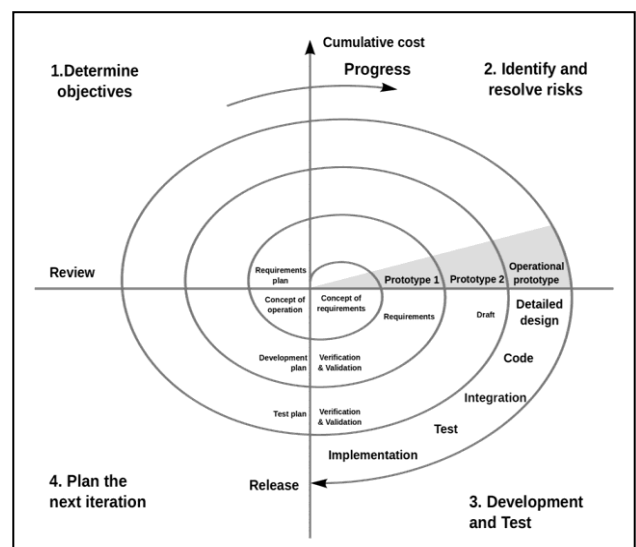 Cumulative cost
1.Determine
objectives
Progress
2. Identify and
resolve risks
Review
Requirements
plan
Prototype 1
Prototype 2
Operational
prototype
Concept of
operation
Concept of
requirements
Requirements
Draft
Detailed
design
Development
plan
Verification
& Validation
Code
Integration
Test plan
Verification
& Validation
Test
Implementation
4. Plan the
next iteration
Release
3. Development
and Test